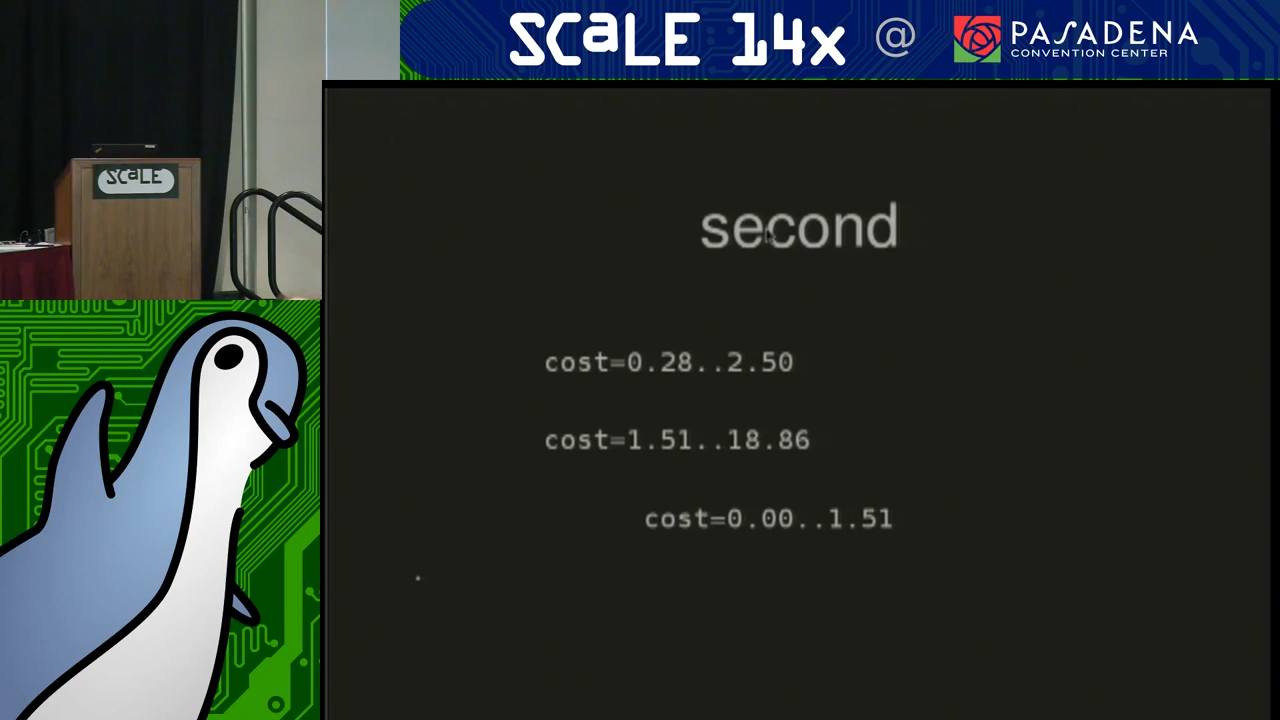 SCaLE 14x @ PASADENA
CONVENTION CENTER
SCaLE
second
cost=0.28..2.50
cost=1.51..18.86
cost=0.00..1.51